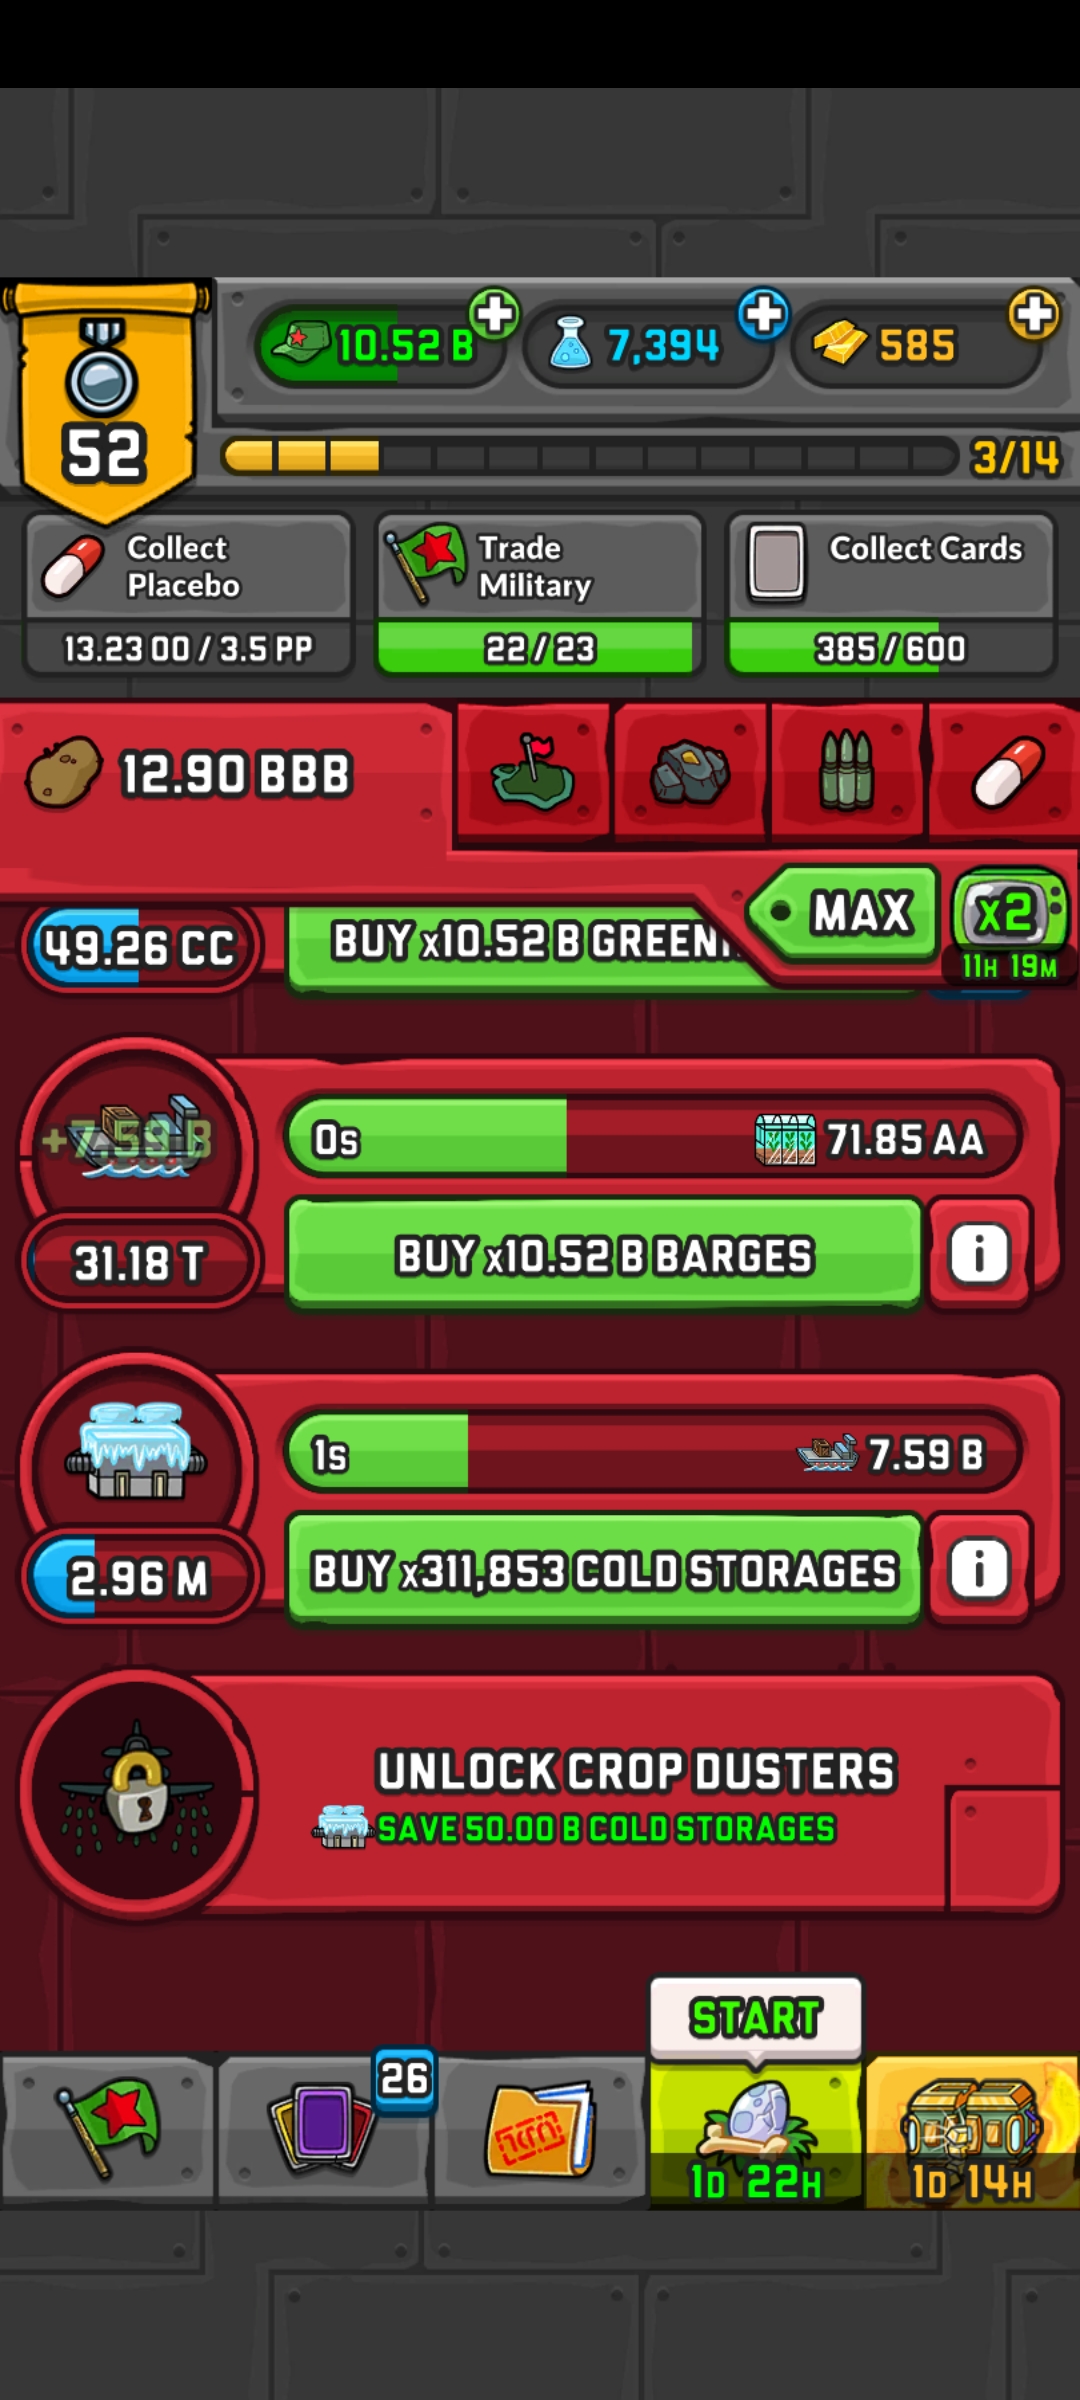 10.52 B
7,394
585
52
3/14
Collect
Placebo
13.23 OO / 3.5 PP
Trade
Military
22 / 23
Collect Cards
385 / 600
12.90 BBB
MAX
x2
11H 19M
49.26 CC
BUY x10.52 B
+7.59 B
0s
71.85 AA
31.18 T
BUY x10.52 B BARGES
i
1s
7.59 B
2.96 M
BUY x311,853 COLD STORAGES
i
UNLOCK CROP DUSTERS
SAVE 50.00 B COLD STORAGES
START
26
1D 22H
1D 14H